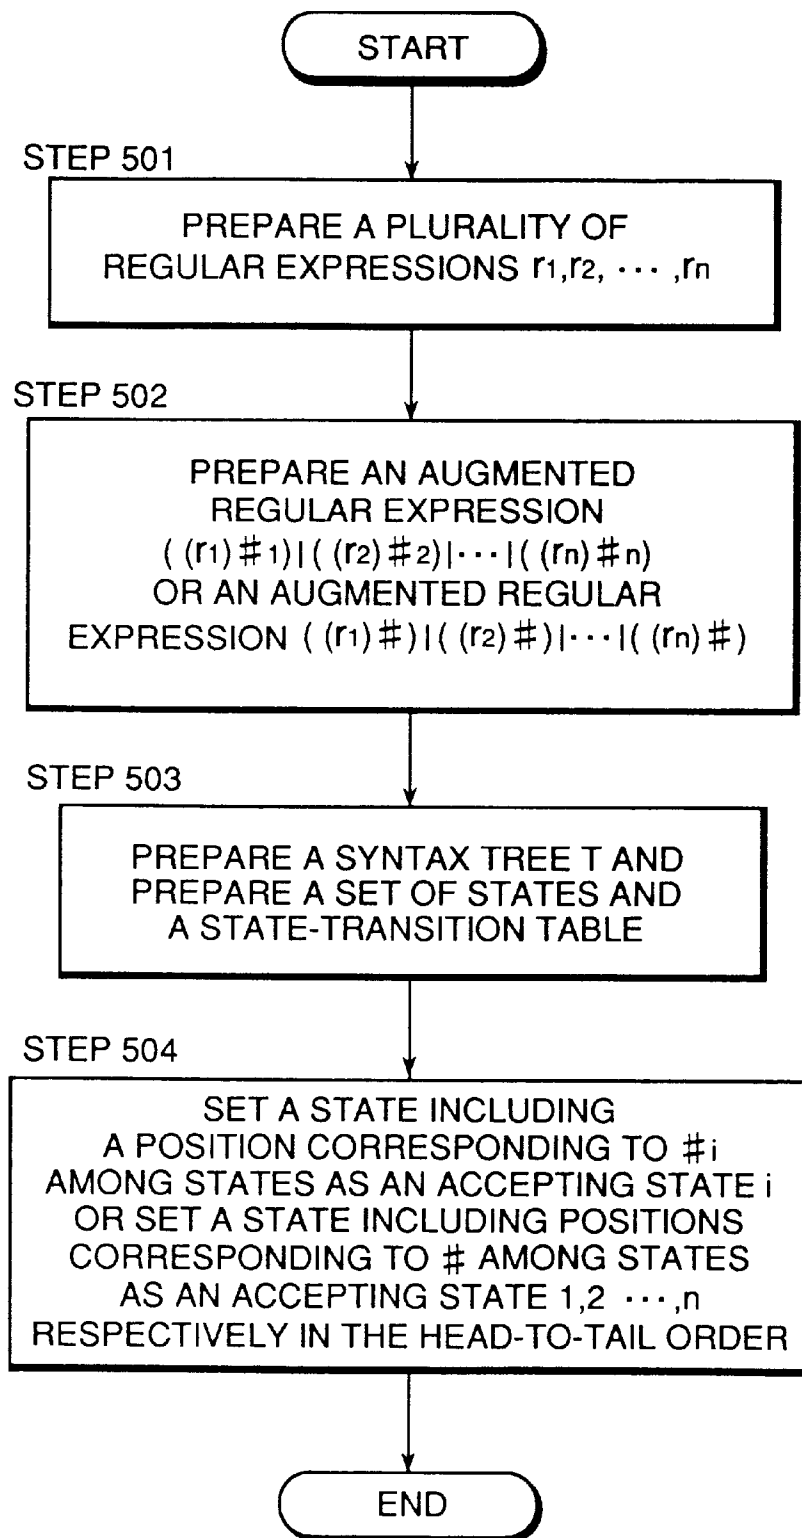 START
STEP 501
PREPARE A PLURALITY OF
REGULAR EXPRESSIONS r1,r2, ··· ,rn
STEP 502
PREPARE AN AUGMENTED
REGULAR EXPRESSION
((r1)#1)|((r2)#2)|···|((rn)#n)
OR AN AUGMENTED REGULAR
EXPRESSION ((r1)#)|((r2)#)|···|((rn)#)
STEP 503
PREPARE A SYNTAX TREE T AND
PREPARE A SET OF STATES AND
A STATE-TRANSITION TABLE
STEP 504
SET A STATE INCLUDING
A POSITION CORRESPONDING TO #i
AMONG STATES AS AN ACCEPTING STATE i
OR SET A STATE INCLUDING POSITIONS
CORRESPONDING TO # AMONG STATES
AS AN ACCEPTING STATE 1,2 ···,n
RESPECTIVELY IN THE HEAD-TO-TAIL ORDER
END